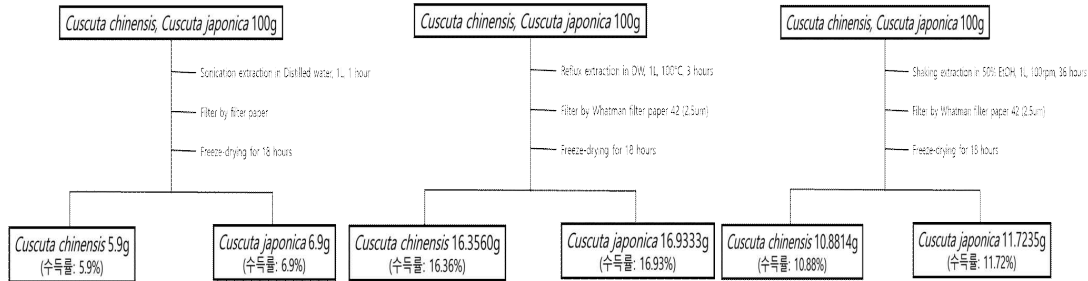 Cuscuta chinensis, Cuscuta japonica 100g
Sonication extraction in Distilled water, 1L, 1 hour
Filter by filter paper
Freeze-drying for 18 hours
Cuscuta chinensis 5.9g
(수득률: 5.9%)
Cuscuta japonica 6.9g
(수득률: 6.9%)
Cuscuta chinensis, Cuscuta japonica 100g
Reflux extraction in DW, 1L, 100°C, 3 hours
Filter by Whatman filter paper 42 (2.5um)
Freeze-drying for 18 hours
Cuscuta chinensis 16.3560g
(수득률: 16.36%)
Cuscuta japonica 16.9333g
(수득률: 16.93%)
Cuscuta chinensis, Cuscuta japonica 100g
Shaking extraction in 50% EtOH, 1L, 100rpm, 36 hours
Filter by Whatman filter paper 42 (2.5um)
Freeze-drying for 18 hours
Cuscuta chinensis 10.8814g
(수득률: 10.88%)
Cuscuta japonica 11.7235g
(수득률: 11.72%)